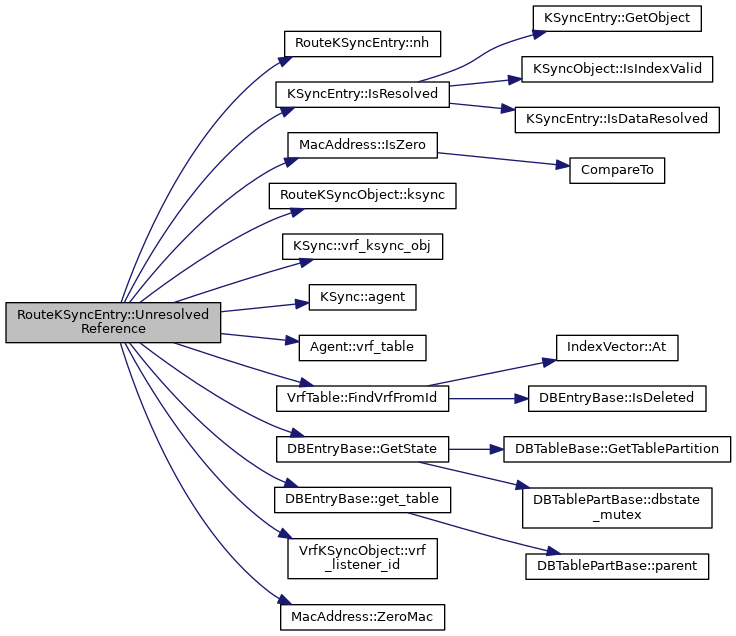 RouteKSyncEntry::Unresolved
Reference
RouteKSyncEntry::nh
KSyncEntry::IsResolved
KSyncEntry::GetObject
KSyncObject::IsIndexValid
KSyncEntry::IsDataResolved
MacAddress::IsZero
CompareTo
RouteKSyncObject::ksync
KSync::vrf_ksync_obj
KSync::agent
Agent::vrf_table
VrfTable::FindVrfFromId
IndexVector::At
DBEntryBase::IsDeleted
DBEntryBase::GetState
DBTableBase::GetTablePartition
DBTablePartBase::dbstate
_mutex
DBEntryBase::get_table
DBTablePartBase::parent
VrfKSyncObject::vrf
_listener_id
MacAddress::ZeroMac